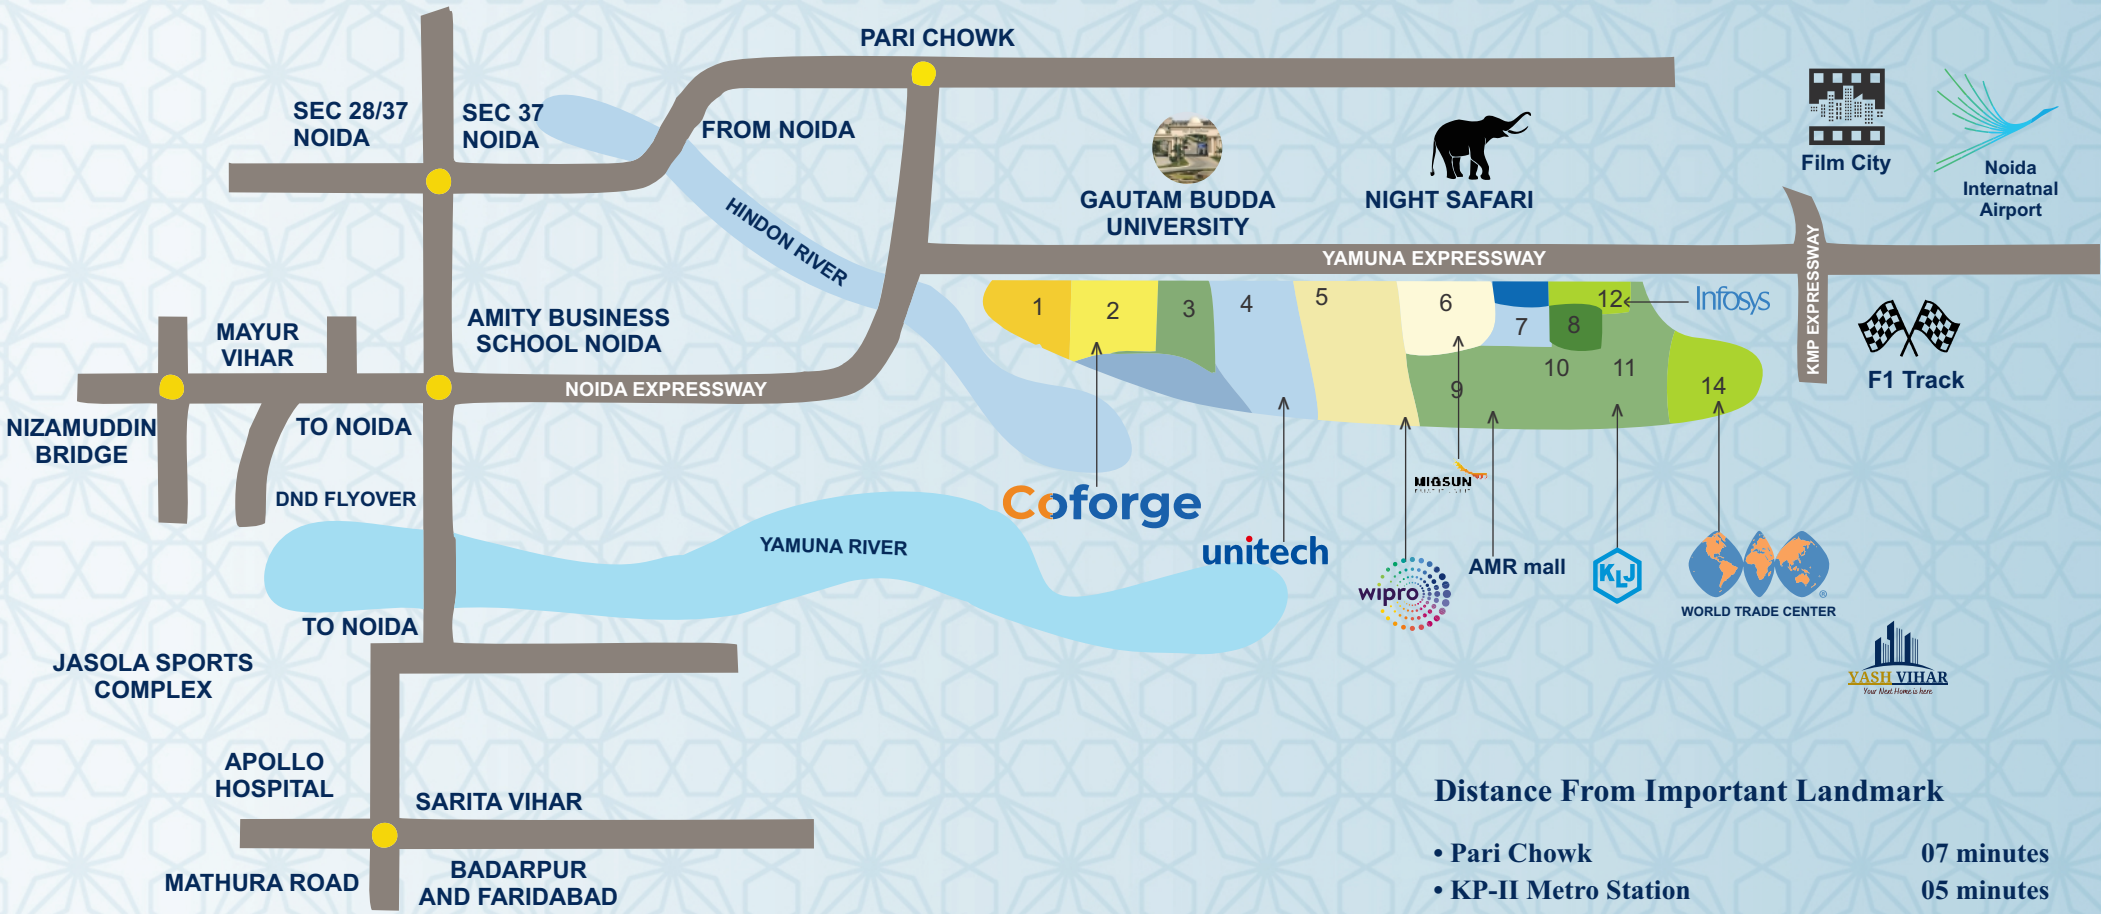 PARI CHOWK
SEC 28/37
NOIDA
SEC 37
NOIDA
FROM NOIDA
HINDON RIVER
GAUTAM BUDDA
UNIVERSITY
NIGHT SAFARI
Film City
Noida
Internatnal
Airport
YAMUNA EXPRESSWAY
KMP EXPRESSWAY
1
2
3
4
5
6
7
8
12
Infosys
9
10
11
14
F1 Track
MAYUR
VIHAR
AMITY BUSINESS
SCHOOL NOIDA
NOIDA EXPRESSWAY
NIZAMUDDIN
BRIDGE
TO NOIDA
DND FLYOVER
YAMUNA RIVER
Coforge
unitech
MIGSUN
wipro
AMR mall
KLJ
®
WORLD TRADE CENTER
TO NOIDA
JASOLA SPORTS
COMPLEX
YASH VIHAR
Your Next Home is here
APOLLO
HOSPITAL
SARITA VIHAR
MATHURA ROAD
BADARPUR
AND FARIDABAD
Distance From Important Landmark
• Pari Chowk 07 minutes
• KP-II Metro Station 05 minutes